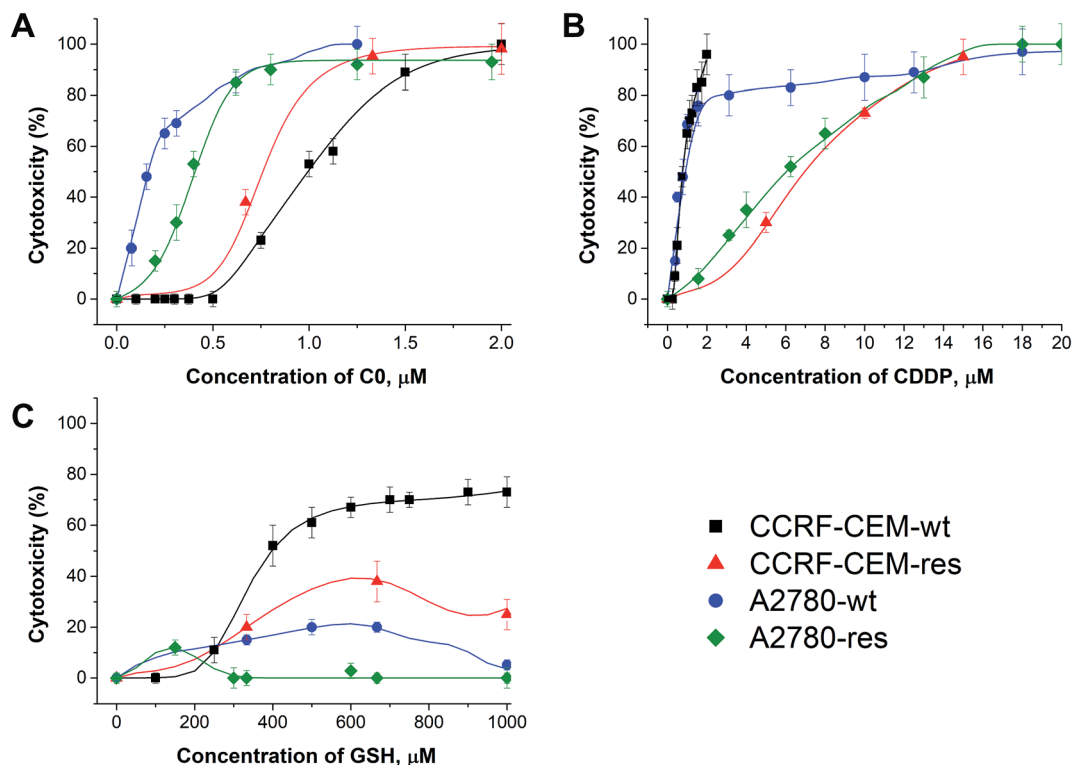 A
100
80
60
40
20
0
Cytotoxicity (%)
0.0 0.5 1.0 1.5 2.0
Concentration of C0, μM
B
100
80
60
40
20
0
Cytotoxicity (%)
0 2 4 6 8 10 12 14 16 18 20
Concentration of CDDP, μM
C
100
80
60
40
20
0
Cytotoxicity (%)
0 200 400 600 800 1000
Concentration of GSH, μM
CCRF-CEM-wt
CCRF-CEM-res
A2780-wt
A2780-res